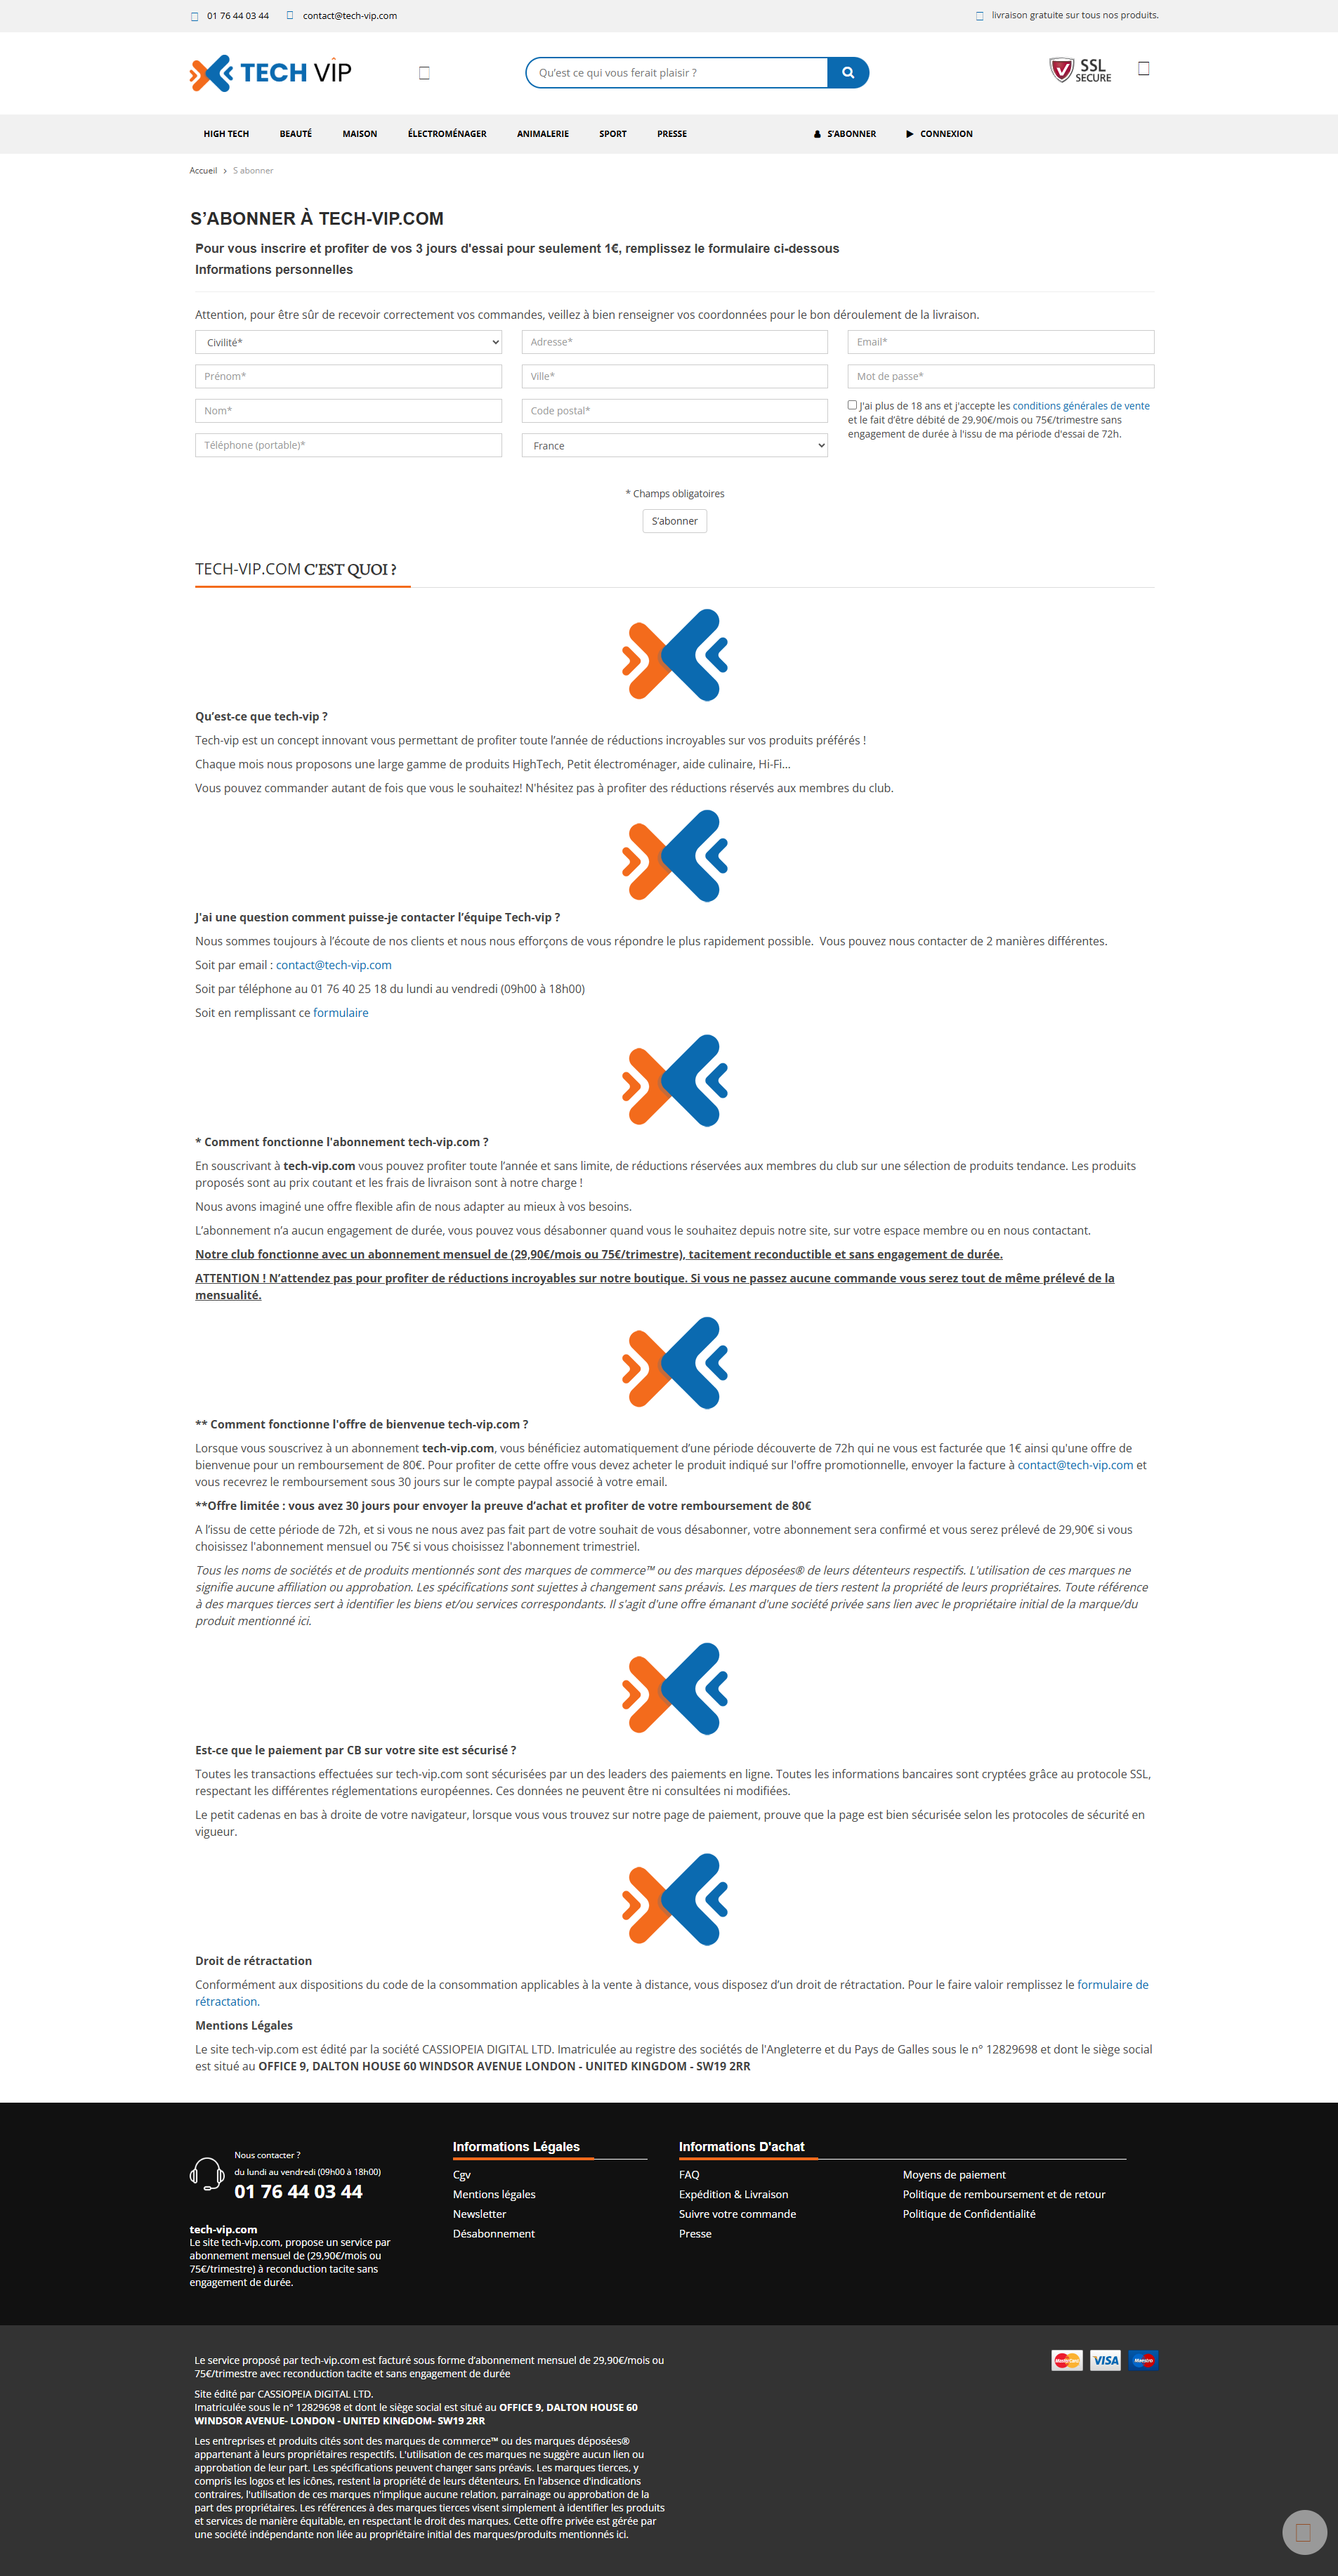 01 76 44 03 44 contact@tech-vip.com livraison gratuite sur tous nos produits.
TECH VIP
Qu'est ce qui vous ferait plaisir ?
SSL
SECURE
HIGH TECH BEAUTÉ MAISON ÉLECTROMÉNAGER ANIMALERIE SPORT PRESSE S'ABONNER CONNEXION
Accueil > S abonner
S'ABONNER À TECH-VIP.COM
Pour vous inscrire et profiter de vos 3 jours d'essai pour seulement 1€, remplissez le formulaire ci-dessous
Informations personnelles
Attention, pour être sûr de recevoir correctement vos commandes, veillez à bien renseigner vos coordonnées pour le bon déroulement de la livraison.
Civilité* Adresse* Email*
Prénom* Ville* Mot de passe*
Nom* Code postal* J'ai plus de 18 ans et j'accepte les conditions générales de vente
et le fait d'être débité de 29,90€/mois ou 75€/trimestre sans
engagement de durée à l'issu de ma période d'essai de 72h.
Téléphone (portable)* France
* Champs obligatoires
S'abonner
TECH-VIP.COM C'EST QUOI ?
Qu'est-ce que tech-vip ?
Tech-vip est un concept innovant vous permettant de profiter toute l'année de réductions incroyables sur vos produits préférés !
Chaque mois nous proposons une large gamme de produits HighTech, Petit électroménager, aide culinaire, Hi-Fi...
Vous pouvez commander autant de fois que vous le souhaitez! N'hésitez pas à profiter des réductions réservés aux membres du club.
J'ai une question comment puisse-je contacter l'équipe Tech-vip ?
Nous sommes toujours à l'écoute de nos clients et nous nous efforçons de vous répondre le plus rapidement possible. Vous pouvez nous contacter de 2 manières différentes.
Soit par email : contact@tech-vip.com
Soit par téléphone au 01 76 40 25 18 du lundi au vendredi (09h00 à 18h00)
Soit en remplissant ce formulaire
* Comment fonctionne l'abonnement tech-vip.com ?
En souscrivant à tech-vip.com vous pouvez profiter toute l'année et sans limite, de réductions réservées aux membres du club sur une sélection de produits tendance. Les produits
proposés sont au prix coutant et les frais de livraison sont à notre charge !
Nous avons imaginé une offre flexible afin de nous adapter au mieux à vos besoins.
L'abonnement n'a aucun engagement de durée, vous pouvez vous désaboner quand vous le souhaitez depuis notre site, sur votre espace membre ou en nous contactant.
Notre club fonctionne avec un abonnement mensuel de (29,90€/mois ou 75€/trimestre), tacitement reconductible et sans engagement de durée.
ATTENTION ! N'attendez pas pour profiter de réductions incroyables sur notre boutique. Si vous ne passez aucune commande vous serez tout de même prélevé de la
mensualité.
** Comment fonctionne l'offre de bienvenue tech-vip.com ?
Lorsque vous souscrivez à un abonnement tech-vip.com, vous bénéficiez automatiquement d'une période découverte de 72h qui ne vous est facturée que 1€ ainsi qu'une offre de
bienvenue pour un remboursement de 80€. Pour profiter de cette offre vous devez acheter le produit indiqué sur l'offre promotionnelle, envoyer la facture à contact@tech-vip.com et
vous recevrez le remboursement sous 30 jours sur le compte paypal associé à votre email.
**Offre limitée : vous avez 30 jours pour envoyer la preuve d'achat et profiter de votre remboursement de 80€
A l'issu de cette période de 72h, et si vous ne nous avez pas fait part de votre souhait de vous désabonner, votre abonnement sera confirmé et vous serez prélevé de 29,90€ si vous
choisissez l'abonnement mensuel ou 75€ si vous choisissez l'abonnement trimestriel.
Tous les noms de sociétés et de produits mentionnés sont des marques de commerce™ ou des marques déposées® de leurs détenteurs respectifs. L'utilisation de ces marques ne
signifie aucune affiliation ou approbation. Les spécifications sont sujettes à changement sans préavis. Les marques de tiers restent la propriété de leurs propriétaires. Toute référence
à des marques tierces sert à identifier les biens et/ou services correspondants. Il s'agit d'une offre émanant d'une société privée sans lien avec le propriétaire initial de la marque/du
produit mentionné ici.
Est-ce que le paiement par CB sur votre site est sécurisé ?
Toutes les transactions effectuées sur tech-vip.com sont sécurisées par un des leaders des paiements en ligne. Toutes les informations bancaires sont cryptées grâce au protocole SSL,
respectant les différentes réglementations européennes. Ces données ne peuvent être ni consultées ni modifiées.
Le petit cadenas en bas à droite de votre navigateur, lorsque vous vous trouvez sur notre page de paiement, prouve que la page est bien sécurisée selon les protocoles de sécurité en
vigueur.
Droit de rétractation
Conformément aux dispositions du code de la consommation applicables à la vente à distance, vous disposez d'un droit de rétractation. Pour le faire valoir remplissez le formulaire de
rétractation.
Mentions Légales
Le site tech-vip.com est édité par la société CASSIOPEIA DIGITAL LTD. Imatriculée au registre des sociétés de l'Angleterre et du Pays de Galles sous le n° 12829698 et dont le siège social
est situé au OFFICE 9, DALTON HOUSE 60 WINDSOR AVENUE LONDON - UNITED KINGDOM - SW19 2RR
Nous contacter ?
du lundi au vendredi (09h00 à 18h00)
01 76 44 03 44
tech-vip.com
Le site tech-vip.com, propose un service par
abonnement mensuel de (29,90€/mois ou
75€/trimestre) à reconduction tacite sans
engagement de durée.
Informations Légales
Cgv
Mentions légales
Newsletter
Désabonnement
Informations D'achat
FAQ
Expédition & Livraison
Suivre votre commande
Presse
Moyens de paiement
Politique de remboursement et de retour
Politique de Confidentialité
Le service proposé par tech-vip.com est facturé sous forme d'abonnement mensuel de 29,90€/mois ou
75€/trimestre avec reconduction tacite et sans engagement de durée
Site édité par CASSIOPEIA DIGITAL LTD.
Imatriculée sous le n° 12829698 et dont le siège social est situé au OFFICE 9, DALTON HOUSE 60
WINDSOR AVENUE- LONDON - UNITED KINGDOM- SW19 2RR
Les entreprises et produits cités sont des marques de commerce™ ou des marques déposées®
appartenant à leurs propriétaires respectifs. L'utilisation de ces marques ne suggère aucun lien ou
approbation de leur part. Les spécifications peuvent changer sans préavis. Les marques tierces, y
compris les logos et les icônes, restent la propriété de leurs détenteurs. En l'absence d'indications
contraires, l'utilisation de ces marques n'implique aucune relation, parrainage ou approbation de la
part des propriétaires. Les références à des marques tierces visent simplement à identifier les produits
et services de manière équitable, en respectant le droit des marques. Cette offre privée est gérée par
une société indépendante non liée au propriétaire initial des marques/produits mentionnés ici.
MasterCard VISA Maestro